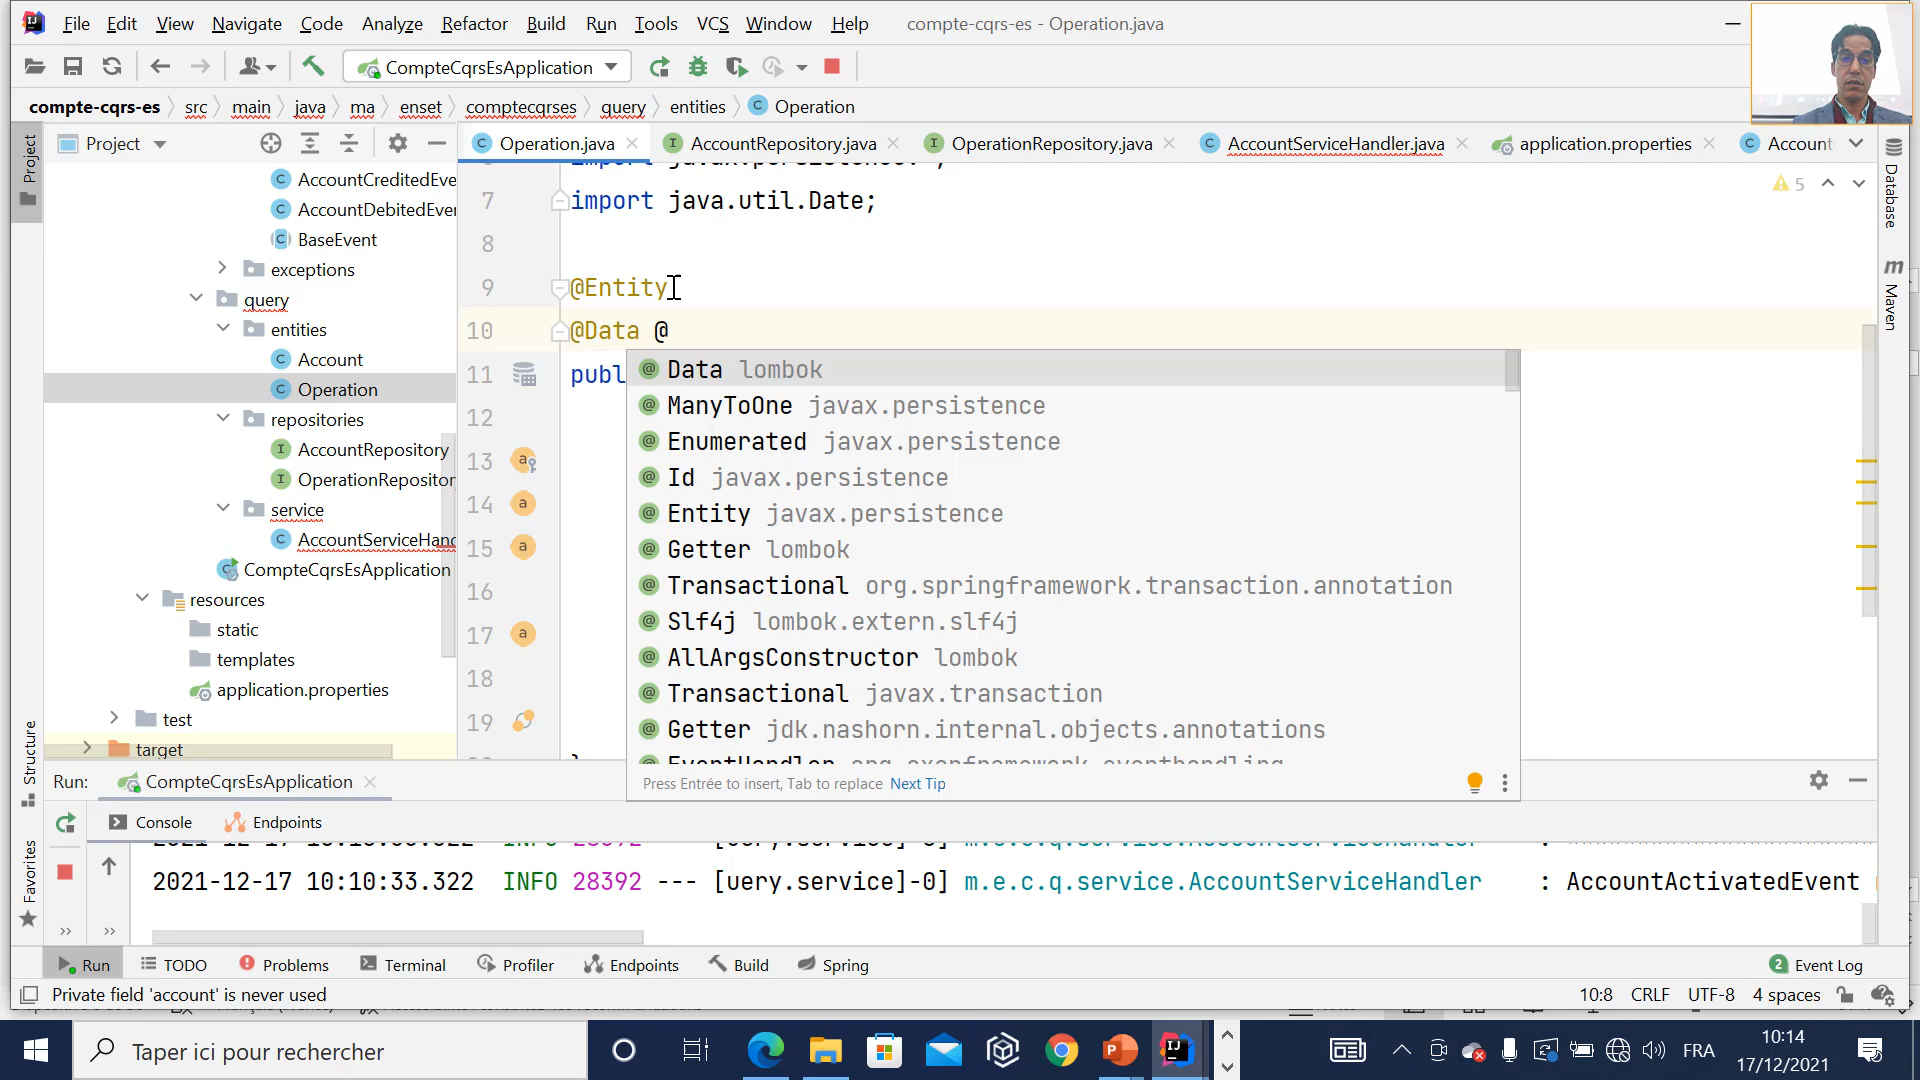 File Edit View Navigate Code Analyze Refactor Build Run Tools VCS Window Help compte-cqrs-es - Operation.java
CompteCqrsEsApplication
compte-cqrs-es src main java ma enset comptecqrses query entities Operation
Project
Operation.java AccountRepository.java OperationRepository.java AccountServiceHandler.java application.properties Account
Project
AccountCreditedEve
AccountDebitedEver
BaseEvent
exceptions
query
entities
Account
Operation
repositories
AccountRepository
OperationRepositor
service
AccountServiceHand
CompteCqrsEsApplication
resources
static
templates
application.properties
test
target
Structure
Favorites
5
7 import java.util.Date;
8
9 @Entity
10 @Data @
11 publ
12
13
14
15
16
17
18
19
}
Data lombok
ManyToOne javax.persistence
Enumerated javax.persistence
Id javax.persistence
Entity javax.persistence
Getter lombok
Transactional org.springframework.transaction.annotation
Slf4j lombok.extern.slf4j
AllArgsConstructor lombok
Transactional javax.transaction
Getter jdk.nashorn.internal.objects.annotations
EventHandler org.axonframework.eventhandling
Press Entrée to insert, Tab to replace Next Tip
Database
Maven
Run: CompteCqrsEsApplication
Console Endpoints
2021-12-17 10:10:33.322 INFO 28392 --- [uery.service]-0] m.e.c.q.service.AccountServiceHandler : AccountActivatedEvent
Run TODO Problems Terminal Profiler Endpoints Build Spring 2 Event Log
Private field 'account' is never used 10:8 CRLF UTF-8 4 spaces
Taper ici pour rechercher
FRA
10:14
17/12/2021